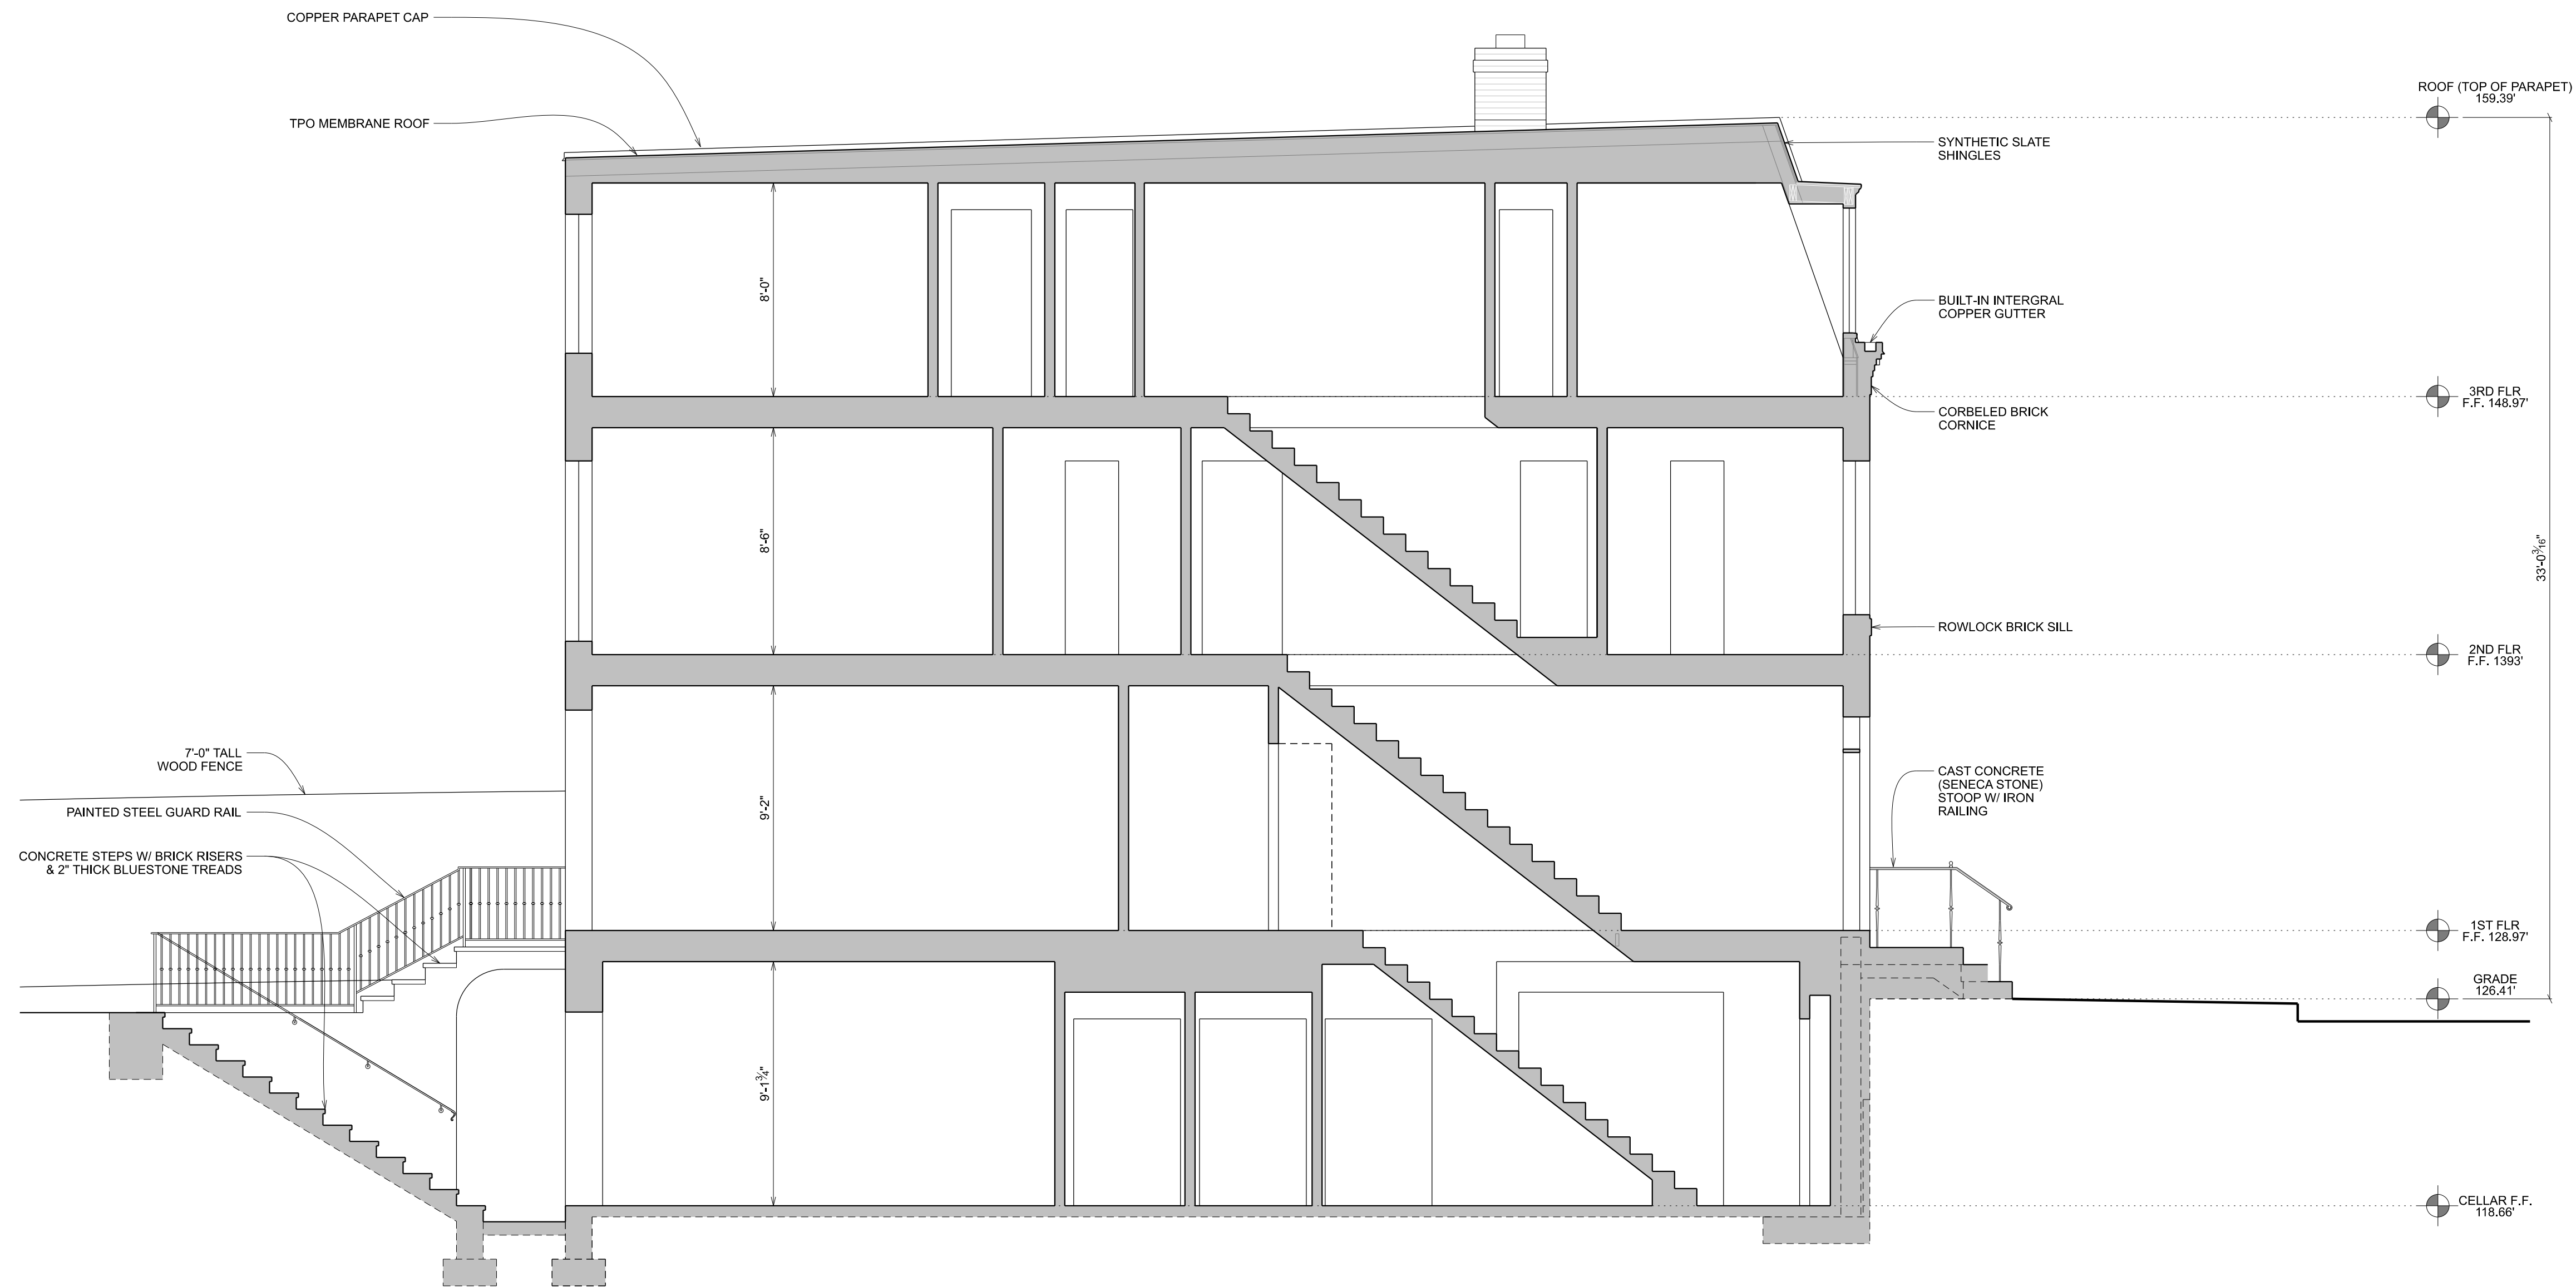 COPPER PARAPET CAP
TPO MEMBRANE ROOF
ROOF (TOP OF PARAPET)
159.39'
SYNTHETIC SLATE
SHINGLES
8'-0"
BUILT-IN INTERGRAL
COPPER GUTTER
3RD FLR
F.F. 148.97'
CORBELED BRICK
CORNICE
8'-6"
33'-0 3/16"
ROWLOCK BRICK SILL
2ND FLR
F.F. 1393'
7'-0" TALL
WOOD FENCE
PAINTED STEEL GUARD RAIL
CONCRETE STEPS W/ BRICK RISERS
& 2" THICK BLUESTONE TREADS
9'-2"
CAST CONCRETE
(SENECA STONE)
STOOP W/ IRON
RAILING
1ST FLR
F.F. 128.97'
GRADE
126.41'
9'-1 3/4"
CELLAR F.F.
118.66'